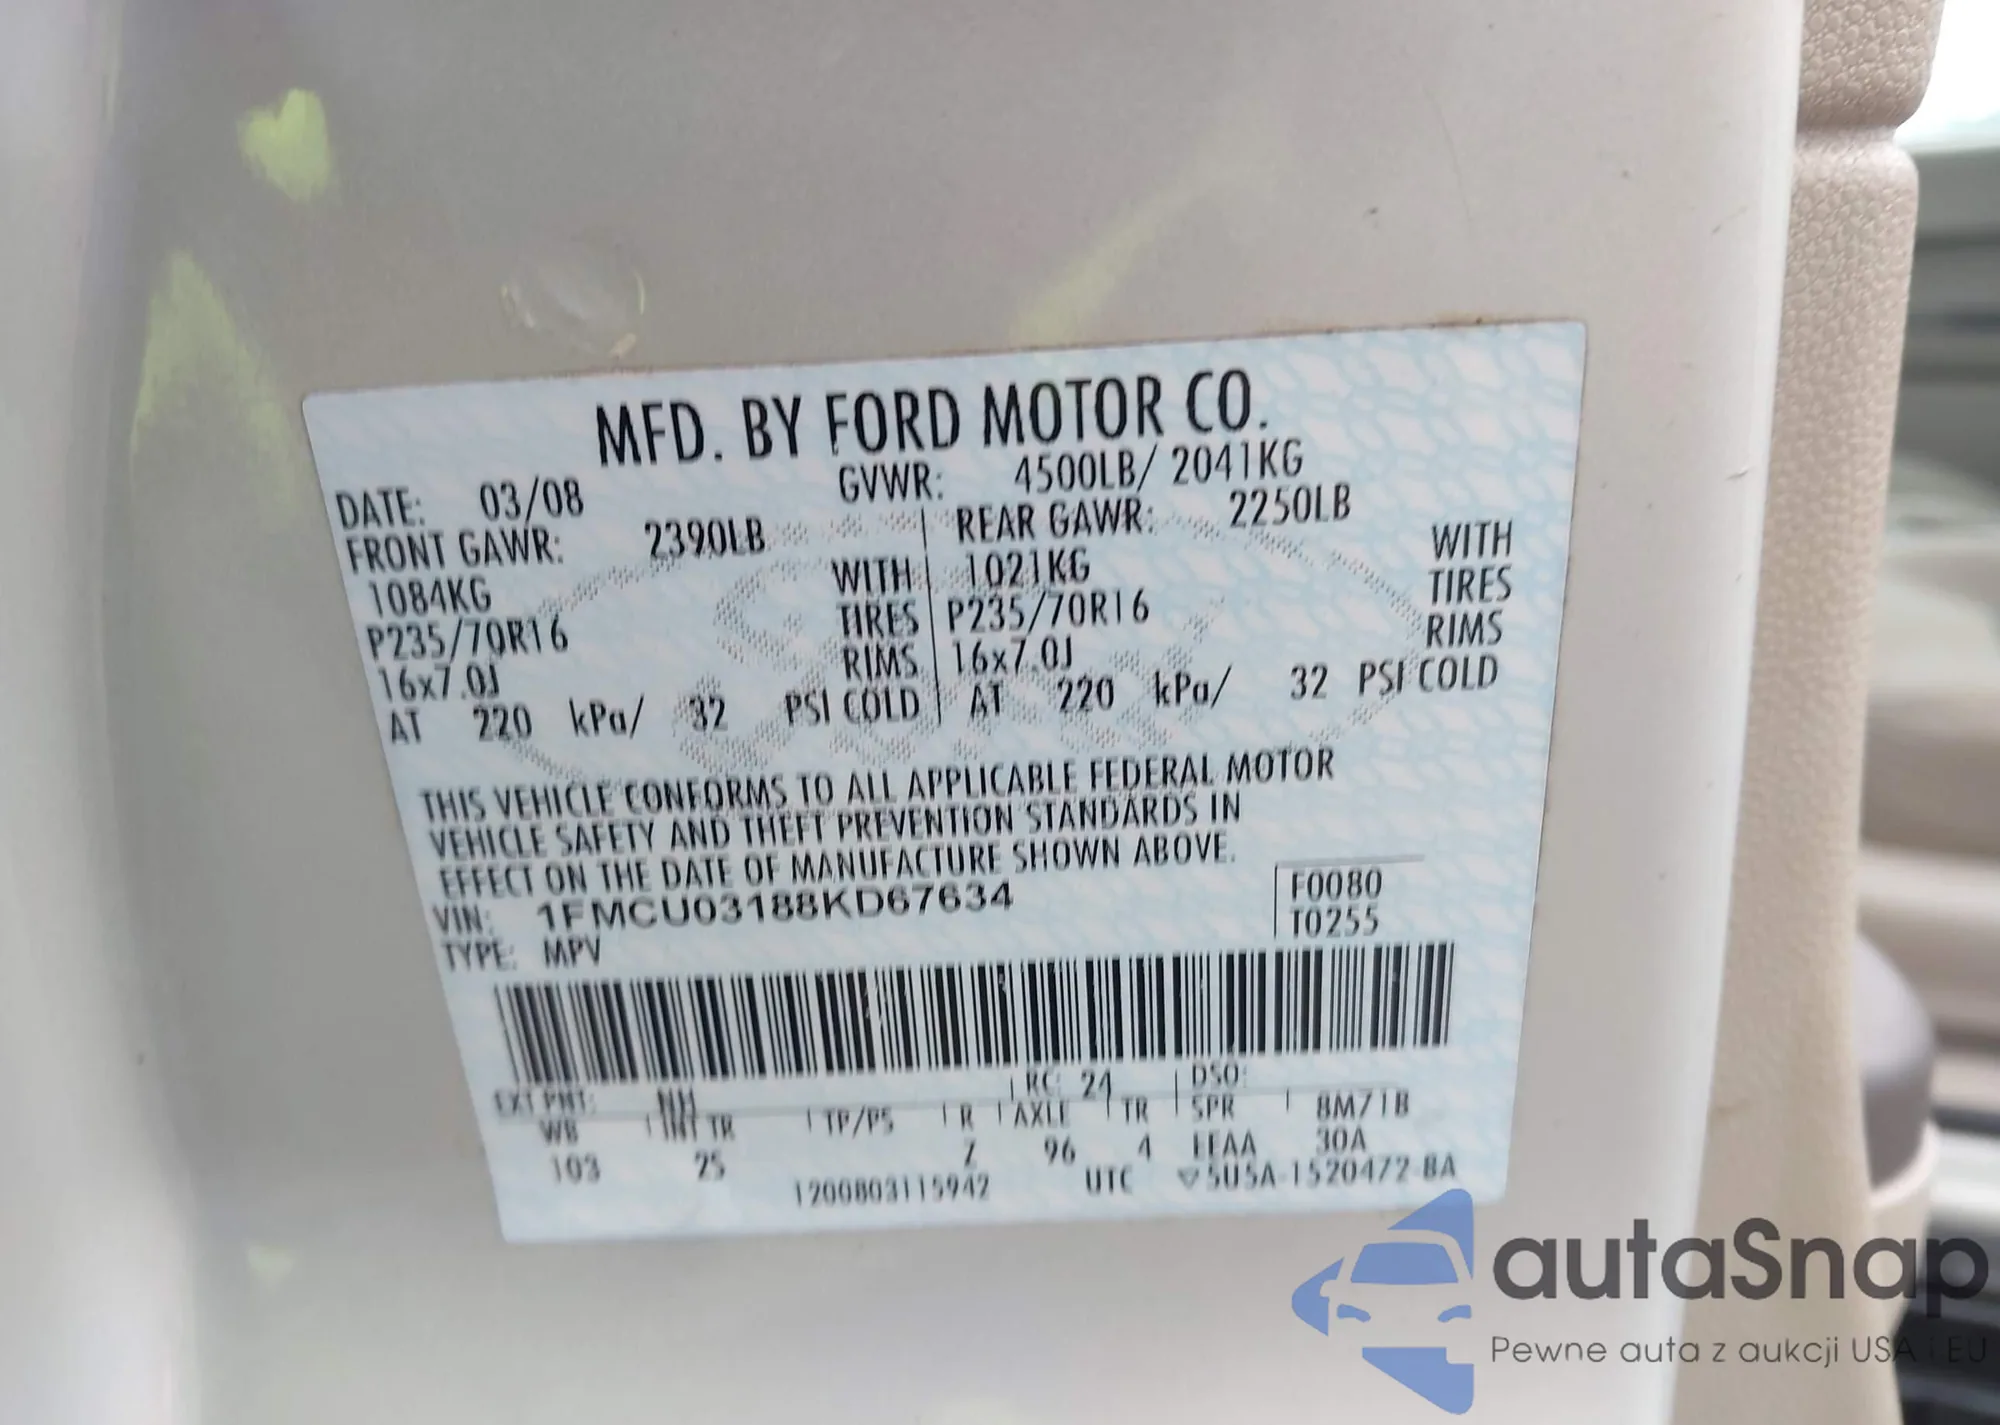 MFD. BY FORD MOTOR CO.
DATE: 03/08 GVWR: 4500LB/ 2041KG
FRONT GAWR: 2390LB REAR GAWR: 2250LB
1084KG WITH 1021KG WITH
P235/70R16 TIRES P235/70R16 TIRES
16x7.0J RIMS 16x7.0J RIMS
AT 220 kPa/ 32 PSI COLD AT 220 kPa/ 32 PSI COLD
THIS VEHICLE CONFORMS TO ALL APPLICABLE FEDERAL MOTOR
VEHICLE SAFETY AND THEFT PREVENTION STANDARDS IN
EFFECT ON THE DATE OF MANUFACTURE SHOWN ABOVE.
VIN: 1FMCU03188KD67634 F0080
TYPE: MPV T0255
EXT PNT: NH RC: 24 DSO:
WB INT TR TP/PS R AXLE TR SPR 8M71B
103 25 Z 96 4 EEAA 30A
1200803115942 UTC ▽5U5A-1520472-BA
autaSnap
Pewne auta z aukcji USA i EU